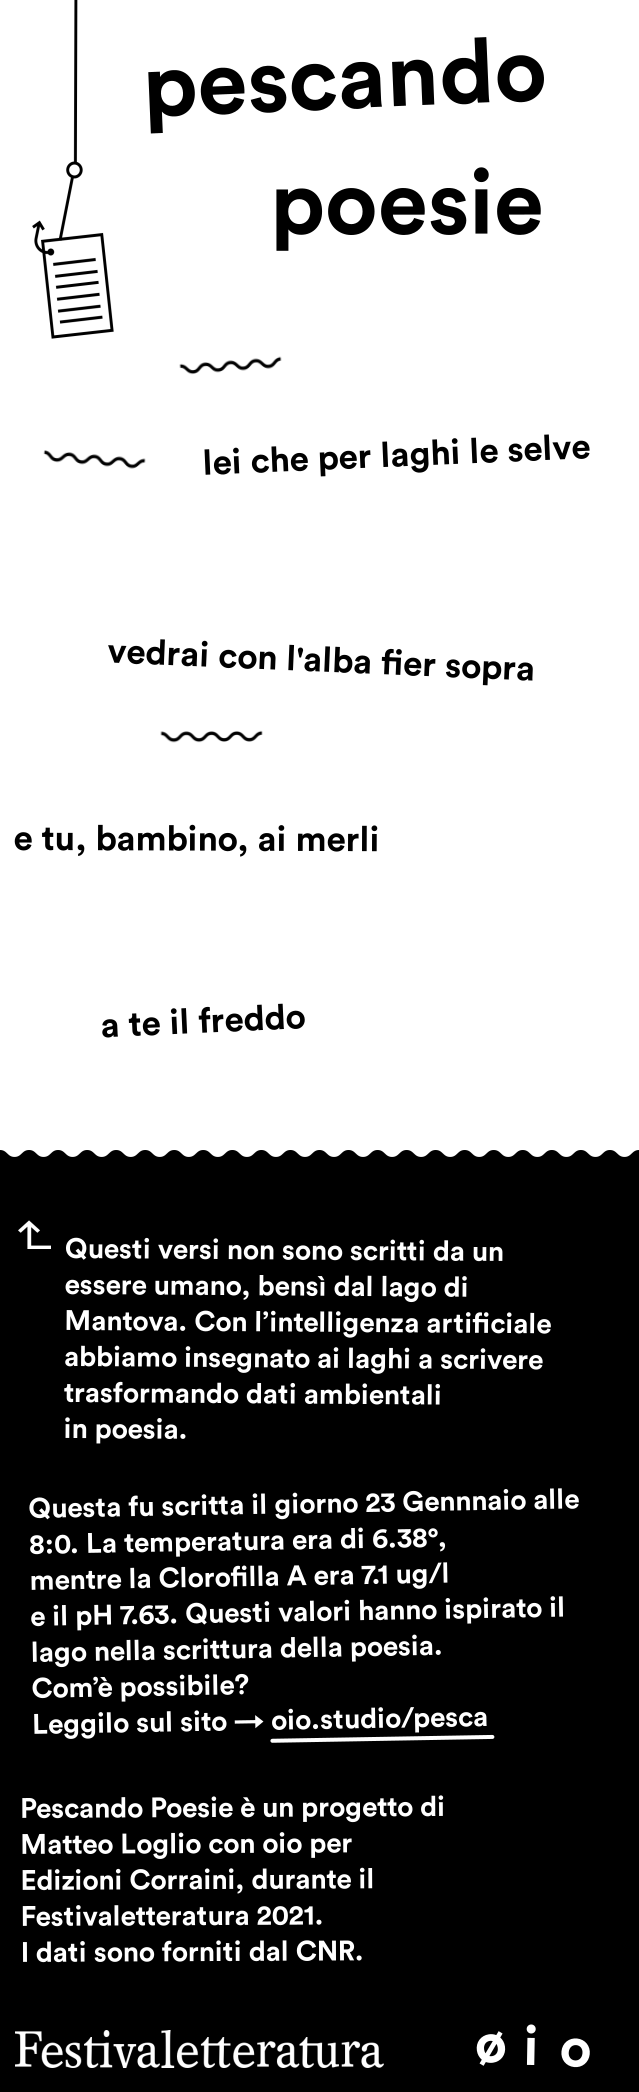 pescando
poesie
lei che per laghi le selve
vedrai con l'alba fier sopra
e tu, bambino, ai merli
a te il freddo
Questi versi non sono scritti da un
essere umano, bensì dal lago di
Mantova. Con l’intelligenza artificiale
abbiamo insegnato ai laghi a scrivere
trasformando dati ambientali
in poesia.
Questa fu scritta il giorno 23 Gennnaio alle
8:0. La temperatura era di 6.38°,
mentre la Clorofilla A era 7.1 ug/l
e il pH 7.63. Questi valori hanno ispirato il
lago nella scrittura della poesia.
Com’è possibile?
Leggilo sul sito → oio.studio/pesca
Pescando Poesie è un progetto di
Matteo Loglio con oio per
Edizioni Corraini, durante il
Festivaletteratura 2021.
I dati sono forniti dal CNR.
Festivaletteratura ø i o